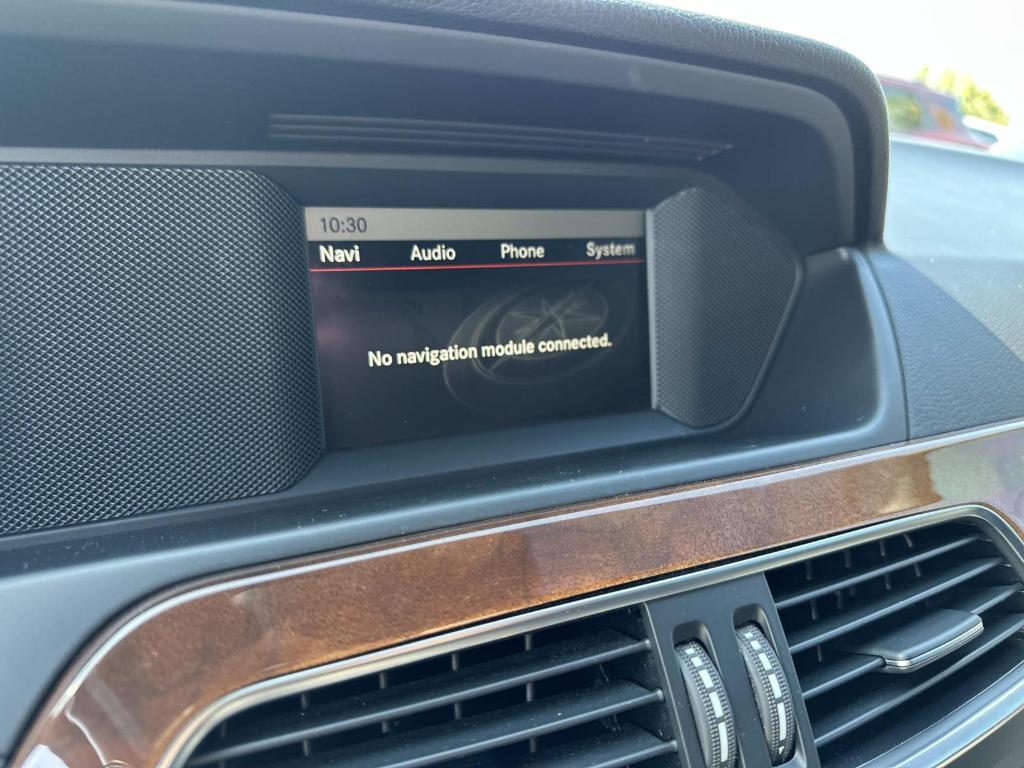 10:30
Navi Audio Phone System
No navigation module connected.